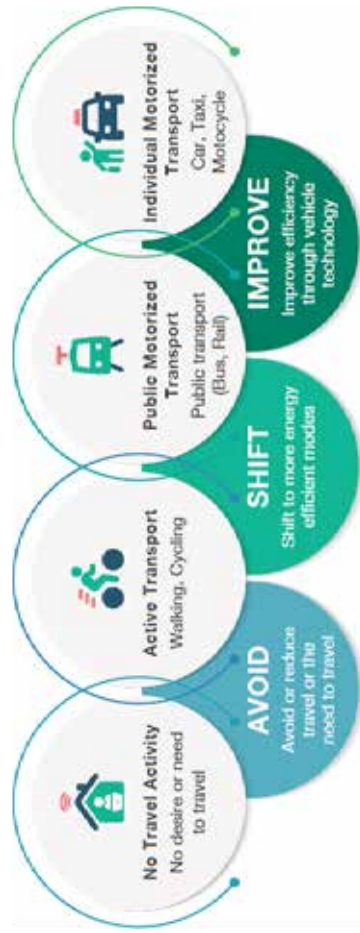 No Travel Activity
No desire or need
to travel
AVOID
Avoid or reduce
travel or the
need to travel
Active Transport
Walking, Cycling
SHIFT
Shift to more energy
efficient modes
Public Motorized
Transport
Public transport
(Bus, Rail)
IMPROVE
Improve efficiency
through vehicle
technology
Individual Motorized
Transport
Car, Taxi,
Motocycle